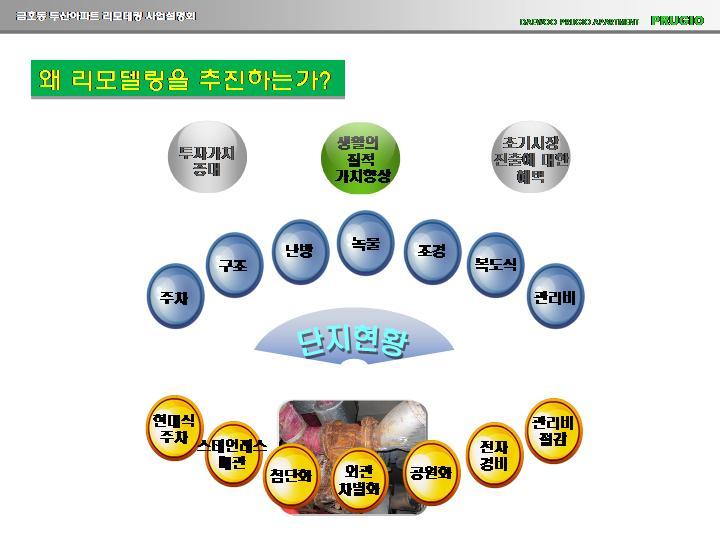 금호동 두산아파트 리모델링 사업설명회
DAEWOO PRUGIO APARTMENT PRUGIO
왜 리모델링을 추진하는가?
투자가치
증대
생활의
질적
가치향상
초기시장
진출에 대한
혜택
주차
구조
난방
녹물
조경
복도식
관리비
단지현황
현대식
주차
스테인레스
배관
첨단화
외관
차별화
공원화
전자
경비
관리비
절감